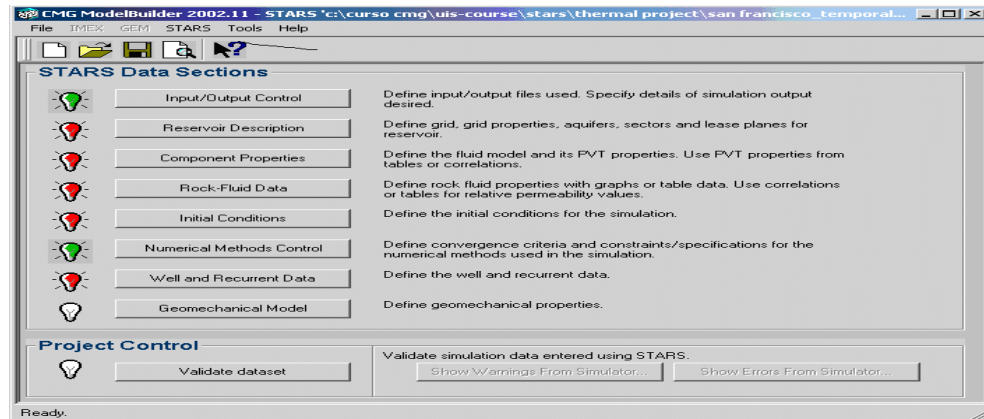 CMG ModelBuilder 2002.11 - STARS 'c:\curso cmg\uis-course\stars\thermal project\san francisco_temporal...
File IMEX GEM STARS Tools Help
STARS Data Sections
Input/Output Control
Define input/output files used. Specify details of simulation output
desired.
Reservoir Description
Define grid, grid properties, aquifers, sectors and lease planes for
reservoir.
Component Properties
Define the fluid model and its PVT properties. Use PVT properties from
tables or correlations.
Rock-Fluid Data
Define rock fluid properties with graphs or table data. Use correlations
or tables for relative permeability values.
Initial Conditions
Define the initial conditions for the simulation.
Numerical Methods Control
Define convergence criteria and constraints/specifications for the
numerical methods used in the simulation.
Well and Recurrent Data
Define the well and recurrent data.
Geomechanical Model
Define geomechanical properties.
Project Control
Validate simulation data entered using STARS.
Validate dataset
Show Warnings From Simulator...
Show Errors From Simulator...
Ready.